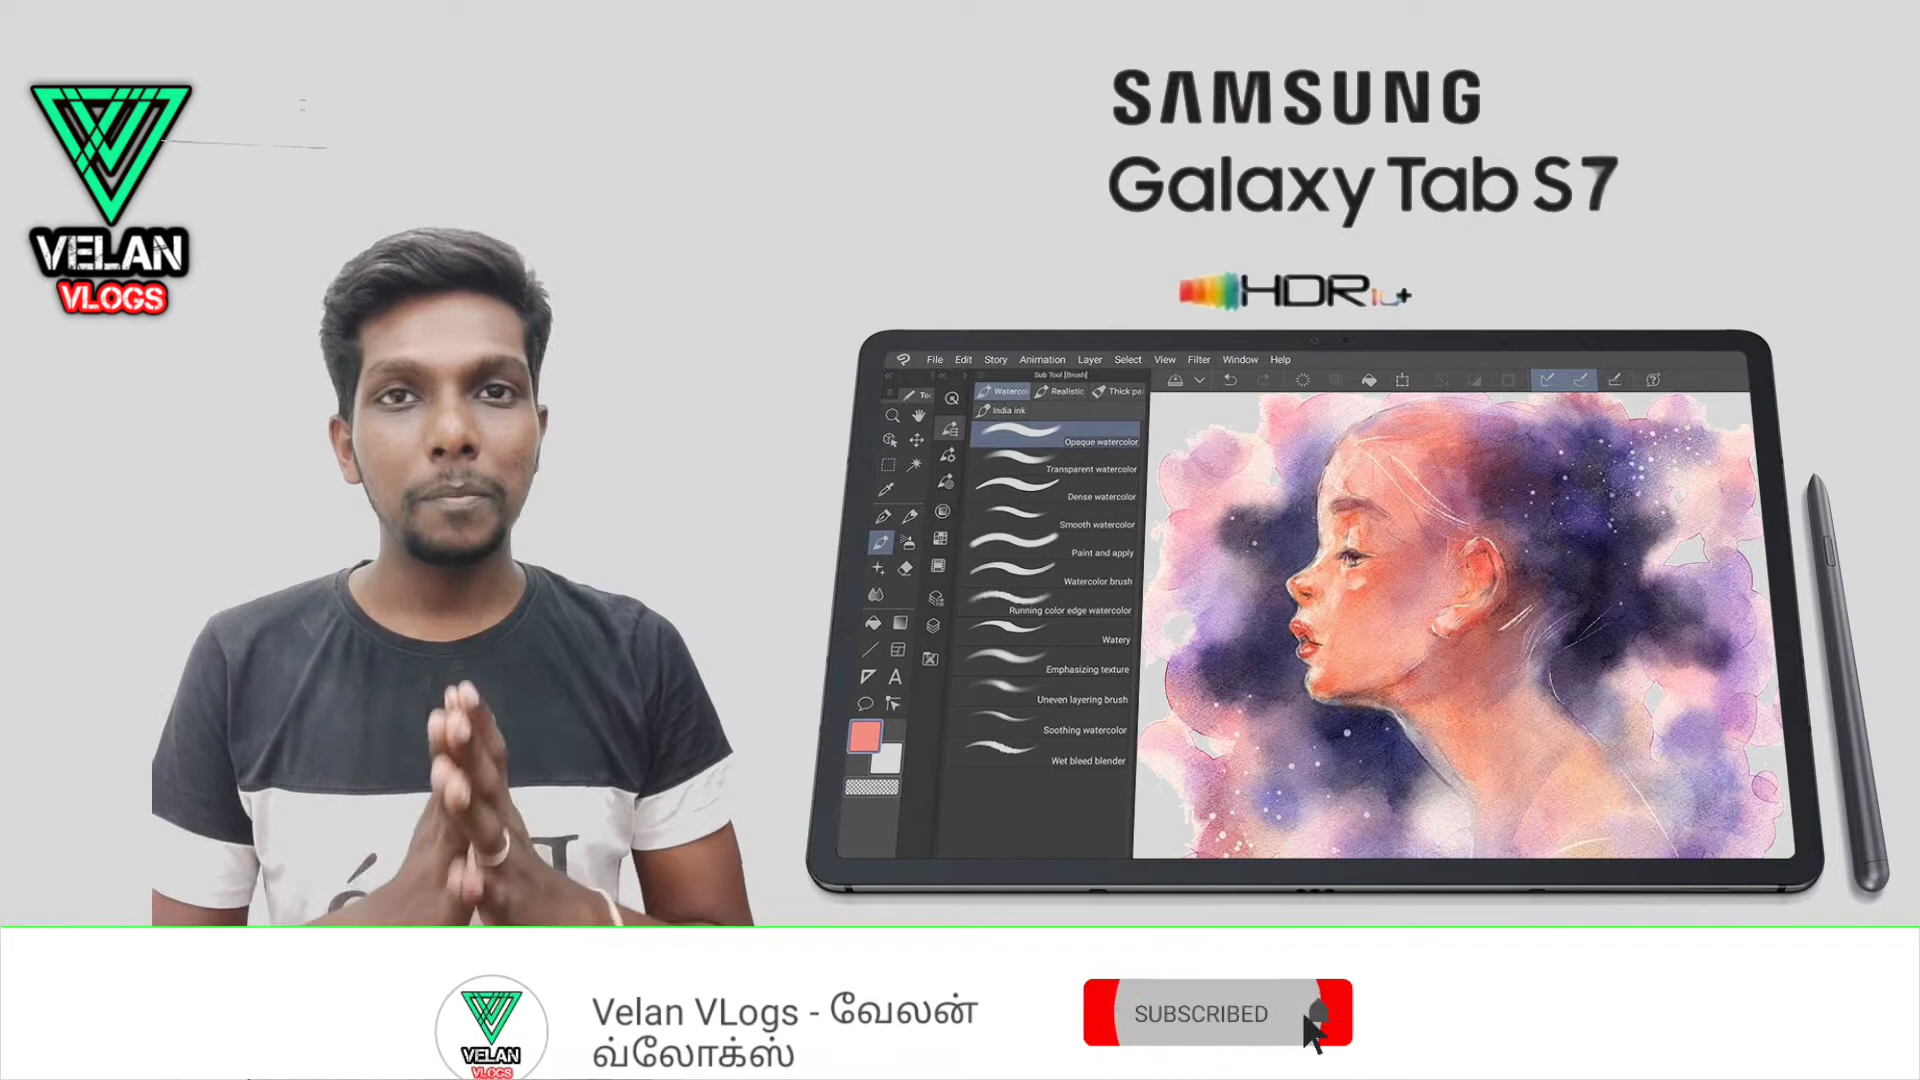 SAMSUNG
Galaxy Tab S7
HDR10+
VELAN
VLOGS
File Edit Story Animation Layer Select View Filter Window Help
Sub Tool [Brush]
Realistic
India ink
Opaque watercolor
Transparent watercolor
Dense watercolor
Smooth watercolor
Paint and apply
Watercolor brush
Running color edge watercolor
Watery
Emphasizing texture
Uneven layering brush
Soothing watercolor
Wet bleed blender
Velan VLogs - வேலன்
வ்லோக்ஸ்
SUBSCRIBED
VELAN
VLOGS